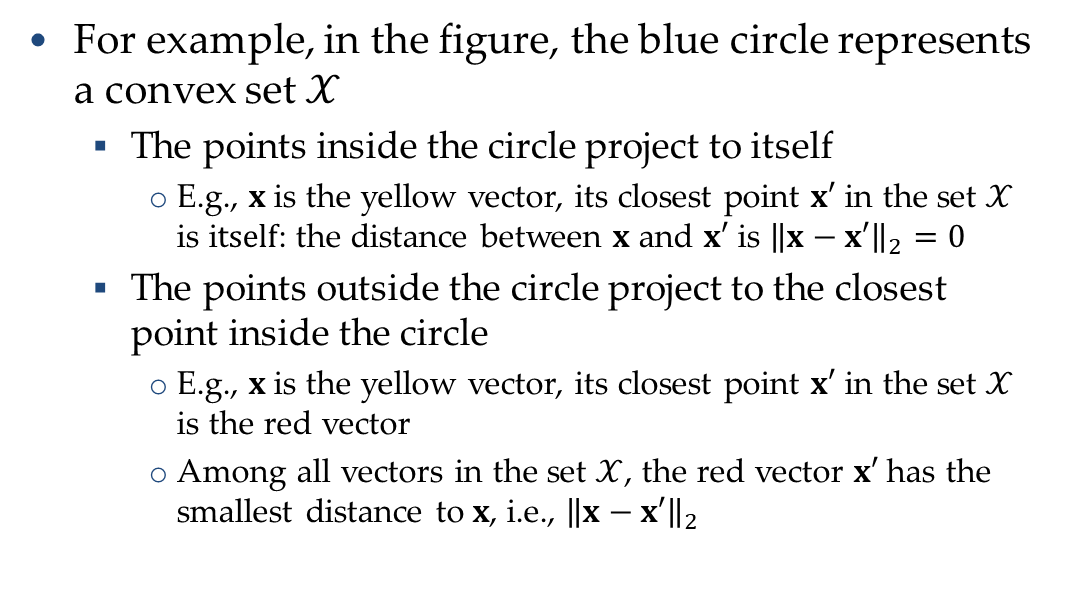 • For example, in the figure, the blue circle represents
a convex set 𝒳
▪ The points inside the circle project to itself
○ E.g., x is the yellow vector, its closest point x′ in the set 𝒳
is itself: the distance between x and x′ is ‖x − x′‖₂ = 0
▪ The points outside the circle project to the closest
point inside the circle
○ E.g., x is the yellow vector, its closest point x′ in the set 𝒳
is the red vector
○ Among all vectors in the set 𝒳, the red vector x′ has the
smallest distance to x, i.e., ‖x − x′‖₂